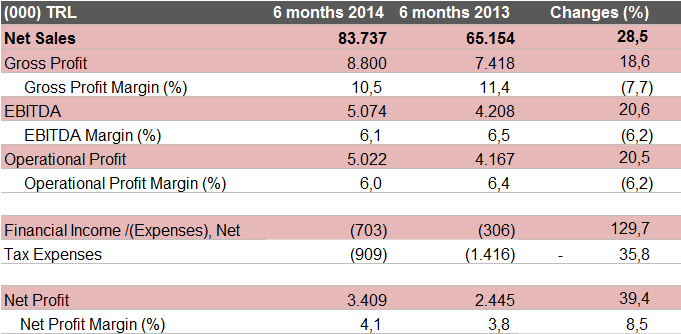 (000) TRL 6 months 2014 6 months 2013 Changes (%)
Net Sales 83.737 65.154 28,5
Gross Profit 8.800 7.418 18,6
Gross Profit Margin (%) 10,5 11,4 (7,7)
EBITDA 5.074 4.208 20,6
EBITDA Margin (%) 6,1 6,5 (6,2)
Operational Profit 5.022 4.167 20,5
Operational Profit Margin (%) 6,0 6,4 (6,2)
Financial Income /(Expenses), Net (703) (306) 129,7
Tax Expenses (909) (1.416) - 35,8
Net Profit 3.409 2.445 39,4
Net Profit Margin (%) 4,1 3,8 8,5